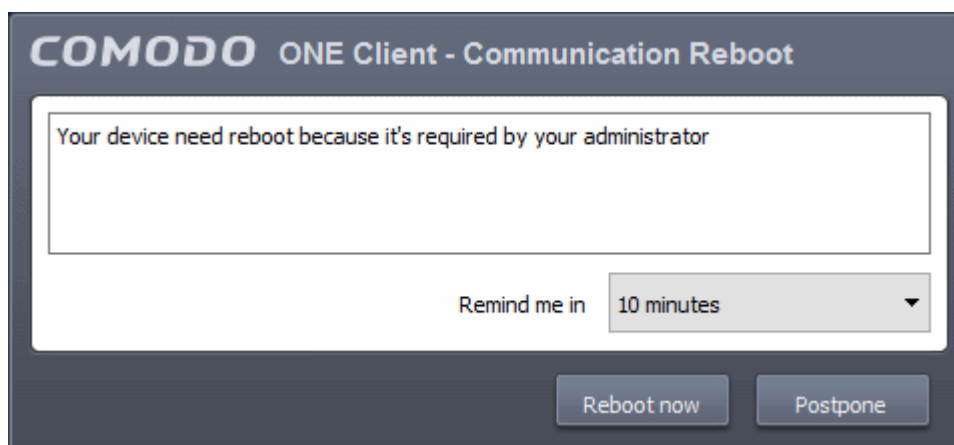 COMODO ONE Client - Communication Reboot
Your device need reboot because it's required by your administrator
Remind me in 10 minutes
Reboot now Postpone